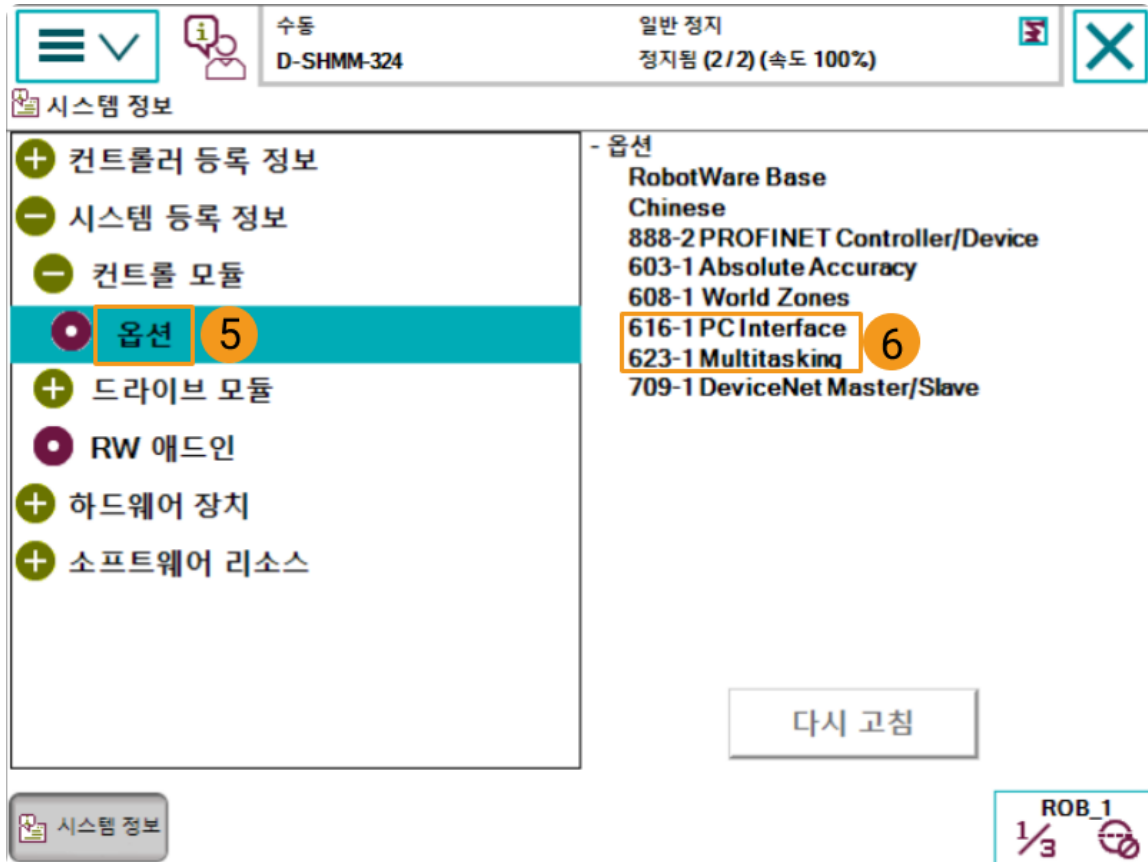 수동
D-SHMM-324
일반 정지
정지됨 (2/2) (속도 100%)
시스템 정보
컨트롤러 등록 정보
시스템 등록 정보
컨트롤 모듈
옵션 5
드라이브 모듈
RW 애드인
하드웨어 장치
소프트웨어 리소스
- 옵션
RobotWare Base
Chinese
888-2 PROFINET Controller/Device
603-1 Absolute Accuracy
608-1 World Zones
616-1 PC Interface
623-1 Multitasking
6
709-1 DeviceNet Master/Slave
다시 고침
시스템 정보
ROB_1
1/3